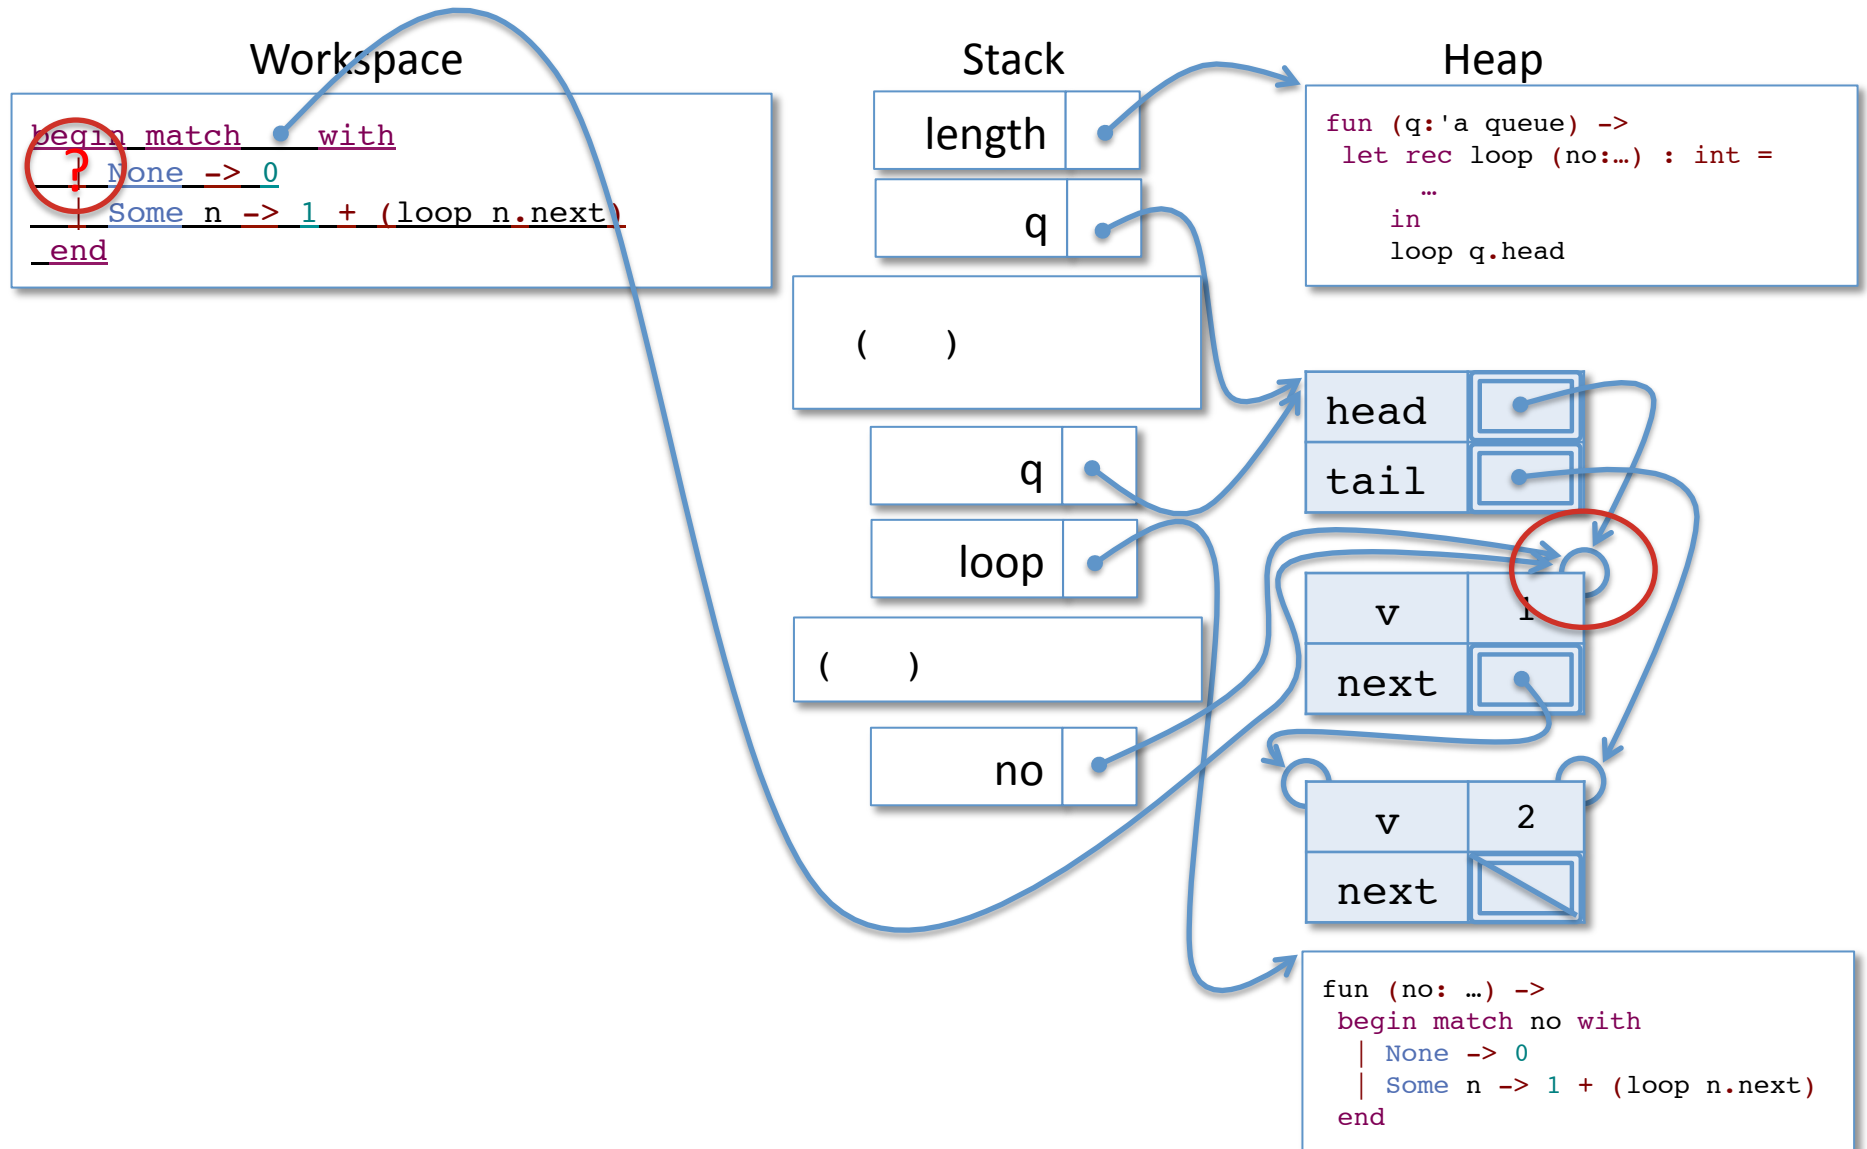 Workspace
Stack
Heap
begin match with
? | None -> 0
| Some n -> 1 + (loop n.next)
end
length
q
( )
q
loop
( )
no
fun (q:'a queue) ->
let rec loop (no:…) : int =
…
in
loop q.head
head
tail
v 1
next
v 2
next
fun (no: …) ->
begin match no with
| None -> 0
| Some n -> 1 + (loop n.next)
end